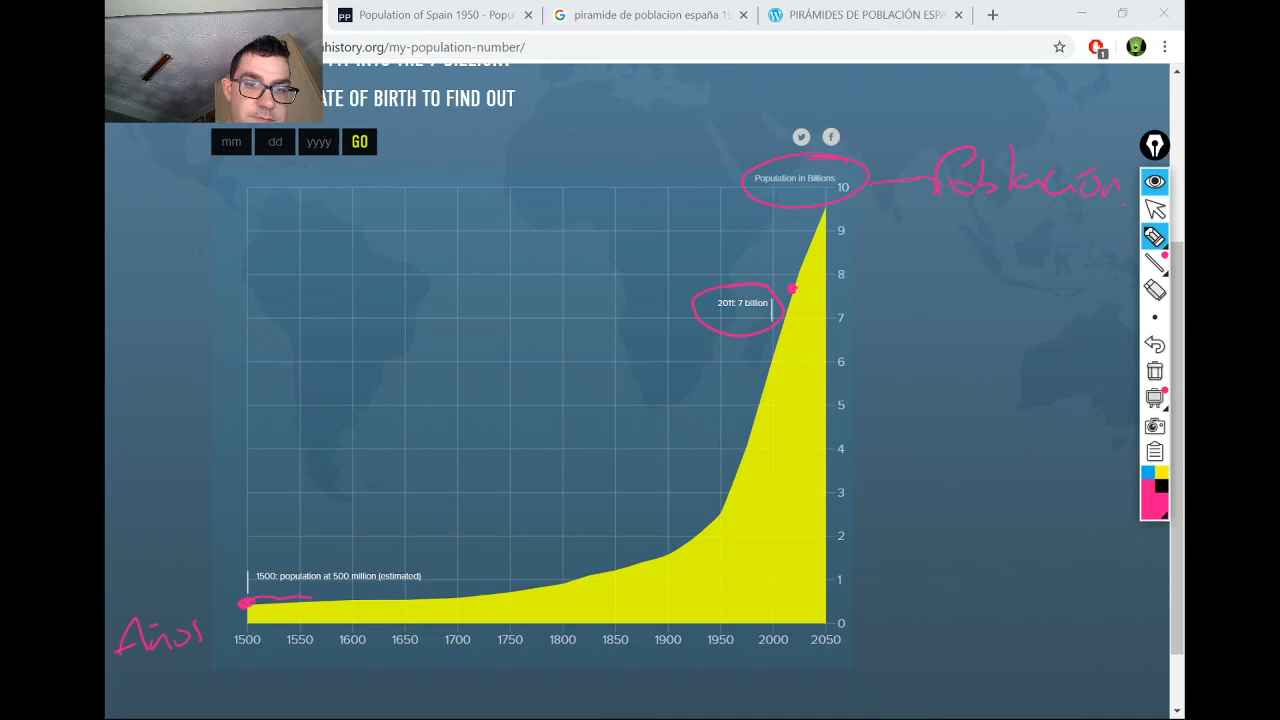 Population of Spain 1950 - Popu
piramide de poblacion españa 19
PIRÁMIDES DE POBLACIÓN ESPA
history.org/my-population-number/
ATE OF BIRTH TO FIND OUT
mm dd yyyy GO
Population in Billions
Población
10
9
8
2011: 7 billion
7
6
5
4
3
2
1500: population at 500 million (estimated)
1
0
Años
1500 1550 1600 1650 1700 1750 1800 1850 1900 1950 2000 2050